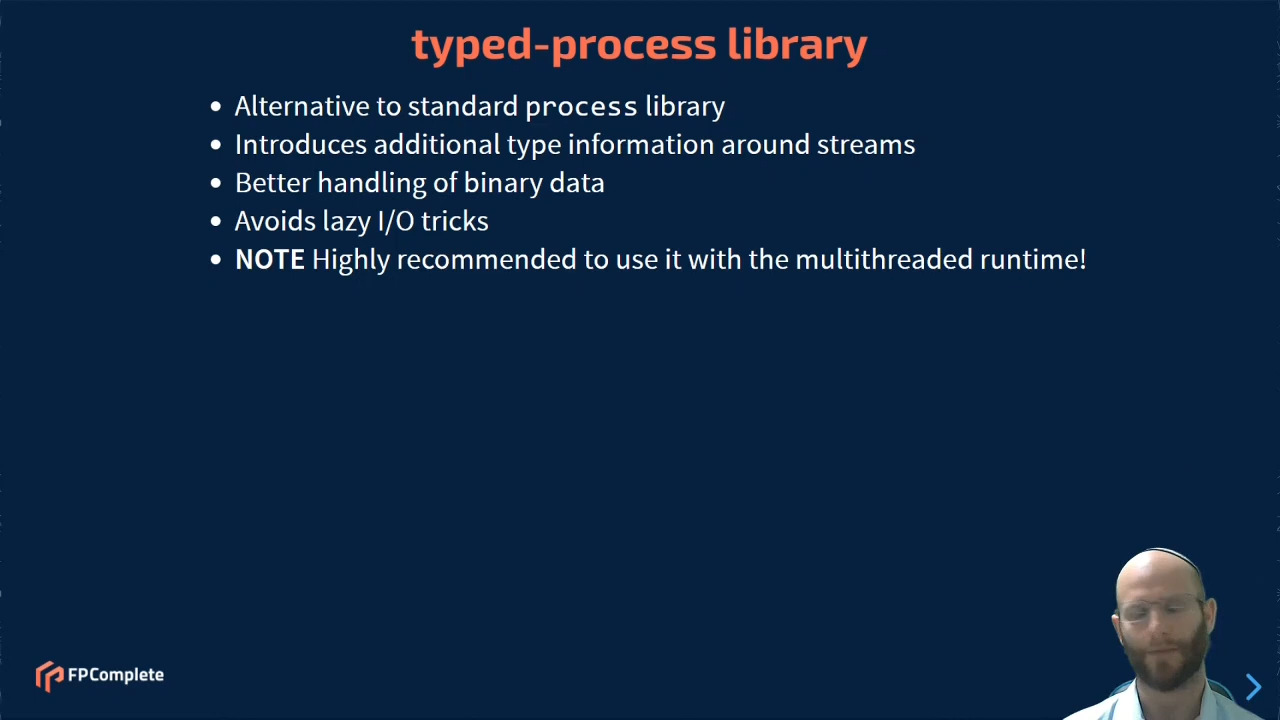 typed-process library
Alternative to standard process library
Introduces additional type information around streams
Better handling of binary data
Avoids lazy I/O tricks
NOTE Highly recommended to use it with the multithreaded runtime!
FPComplete